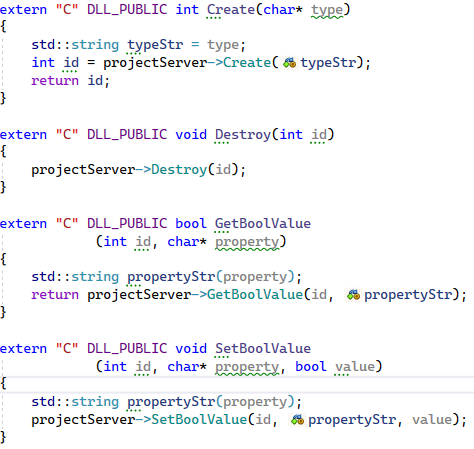 extern "C" DLL_PUBLIC int Create(char* type)
{
    std::string typeStr = type;
    int id = projectServer->Create(typeStr);
    return id;
}

extern "C" DLL_PUBLIC void Destroy(int id)
{
    projectServer->Destroy(id);
}

extern "C" DLL_PUBLIC bool GetBoolValue
            (int id, char* property)
{
    std::string propertyStr(property);
    return projectServer->GetBoolValue(id, propertyStr);
}

extern "C" DLL_PUBLIC void SetBoolValue
            (int id, char* property, bool value)
{
    std::string propertyStr(property);
    projectServer->SetBoolValue(id, propertyStr, value);
}